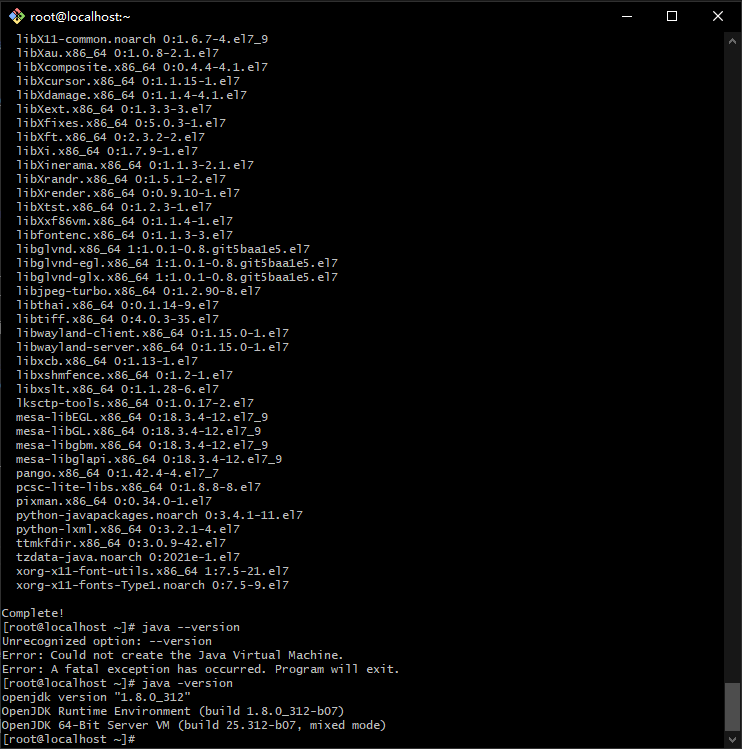 root@localhost:~
libX11-common.noarch 0:1.6.7-4.el7_9
libXau.x86_64 0:1.0.8-2.1.el7
libXcomposite.x86_64 0:0.4.4-4.1.el7
libXcursor.x86_64 0:1.1.15-1.el7
libXdamage.x86_64 0:1.1.4-4.1.el7
libXext.x86_64 0:1.3.3-3.el7
libXfixes.x86_64 0:5.0.3-1.el7
libXft.x86_64 0:2.3.2-2.el7
libXi.x86_64 0:1.7.9-1.el7
libXinerama.x86_64 0:1.1.3-2.1.el7
libXrandr.x86_64 0:1.5.1-2.el7
libXrender.x86_64 0:0.9.10-1.el7
libXtst.x86_64 0:1.2.3-1.el7
libXxf86vm.x86_64 0:1.1.4-1.el7
libfontenc.x86_64 0:1.1.3-3.el7
libglvnd.x86_64 1:1.0.1-0.8.git5baa1e5.el7
libglvnd-egl.x86_64 1:1.0.1-0.8.git5baa1e5.el7
libglvnd-glx.x86_64 1:1.0.1-0.8.git5baa1e5.el7
libjpeg-turbo.x86_64 0:1.2.90-8.el7
libthai.x86_64 0:0.1.14-9.el7
libtiff.x86_64 0:4.0.3-35.el7
libwayland-client.x86_64 0:1.15.0-1.el7
libwayland-server.x86_64 0:1.15.0-1.el7
libxcb.x86_64 0:1.13-1.el7
libxshmfence.x86_64 0:1.2-1.el7
libxslt.x86_64 0:1.1.28-6.el7
lksctp-tools.x86_64 0:1.0.17-2.el7
mesa-libEGL.x86_64 0:18.3.4-12.el7_9
mesa-libGL.x86_64 0:18.3.4-12.el7_9
mesa-libgbm.x86_64 0:18.3.4-12.el7_9
mesa-libglapi.x86_64 0:18.3.4-12.el7_9
pango.x86_64 0:1.42.4-4.el7_7
pcsc-lite-libs.x86_64 0:1.8.8-8.el7
pixman.x86_64 0:0.34.0-1.el7
python-javapackages.noarch 0:3.4.1-11.el7
python-lxml.x86_64 0:3.2.1-4.el7
ttmkfdir.x86_64 0:3.0.9-42.el7
tzdata-java.noarch 0:2021e-1.el7
xorg-x11-font-utils.x86_64 1:7.5-21.el7
xorg-x11-fonts-Type1.noarch 0:7.5-9.el7
Complete!
[root@localhost ~]# java --version
Unrecognized option: --version
Error: Could not create the Java Virtual Machine.
Error: A fatal exception has occurred. Program will exit.
[root@localhost ~]# java -version
openjdk version "1.8.0_312"
OpenJDK Runtime Environment (build 1.8.0_312-b07)
OpenJDK 64-Bit Server VM (build 25.312-b07, mixed mode)
[root@localhost ~]#